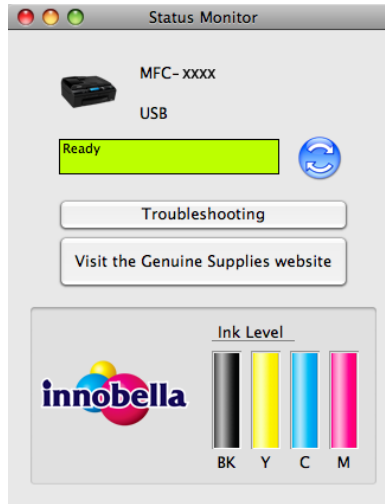 Status Monitor
MFC-xxxx
USB
Ready
Troubleshooting
Visit the Genuine Supplies website
Ink Level
innobella
BK Y C M